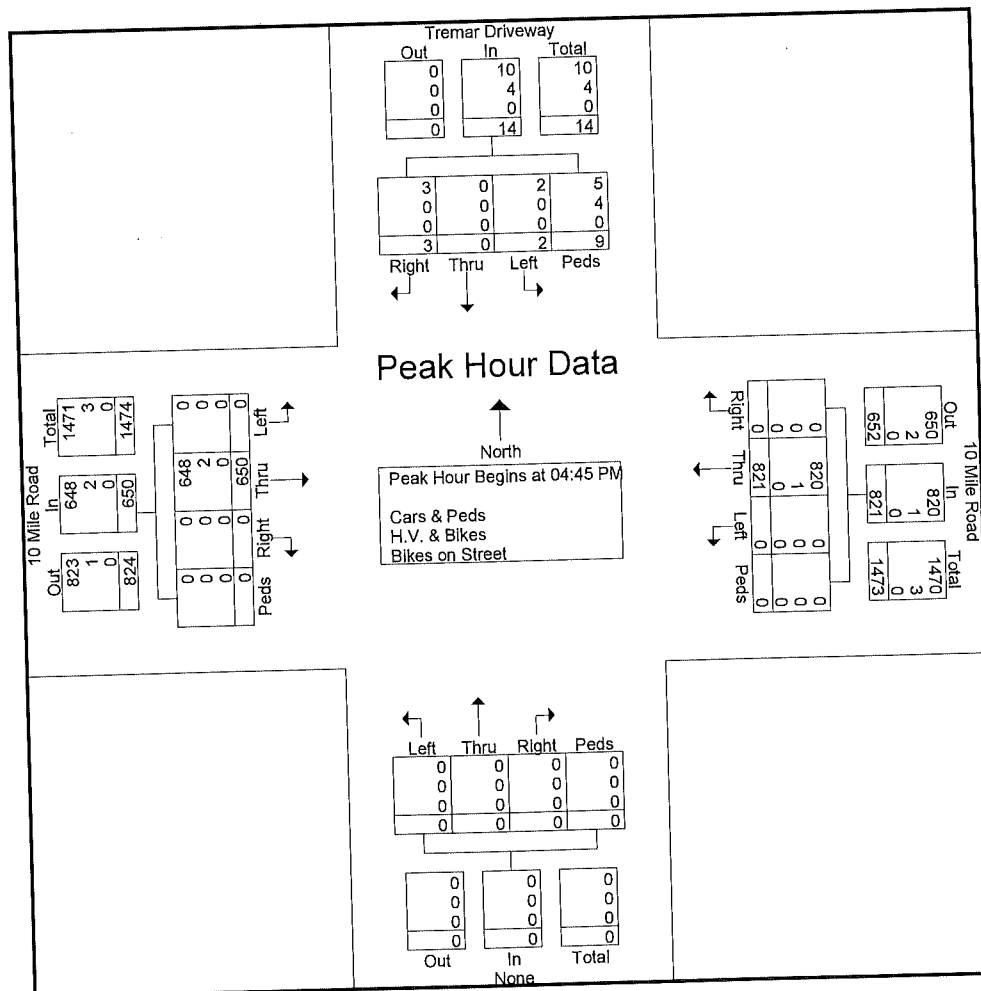 Tremar Driveway
Out In Total
0 10 10
0 4 4
0 0 0
0 14 14
3 0 2 5
0 0 0 4
0 0 0 0
3 0 2 9
Right Thru Left Peds
Peak Hour Data
North
Peak Hour Begins at 04:45 PM
Cars & Peds
H.V. & Bikes
Bikes on Street
10 Mile Road
Total In Out
1471 3 0 1474
648 2 0 650
823 1 0 824
0 0 0 0 Left
648 2 0 650 Thru
0 0 0 0 Right
0 0 0 0 Peds
10 Mile Road
Out In Total
650 2 0 652
820 1 0 821
1470 3 0 1473
Right 0 0 0 0
Thru 820 1 0 821
Left 0 0 0 0
Peds 0 0 0 0
Left Thru Right Peds
0 0 0 0
0 0 0 0
0 0 0 0
0 0 0 0
0 0 0
0 0 0
0 0 0
0 0 0
Out In Total
None